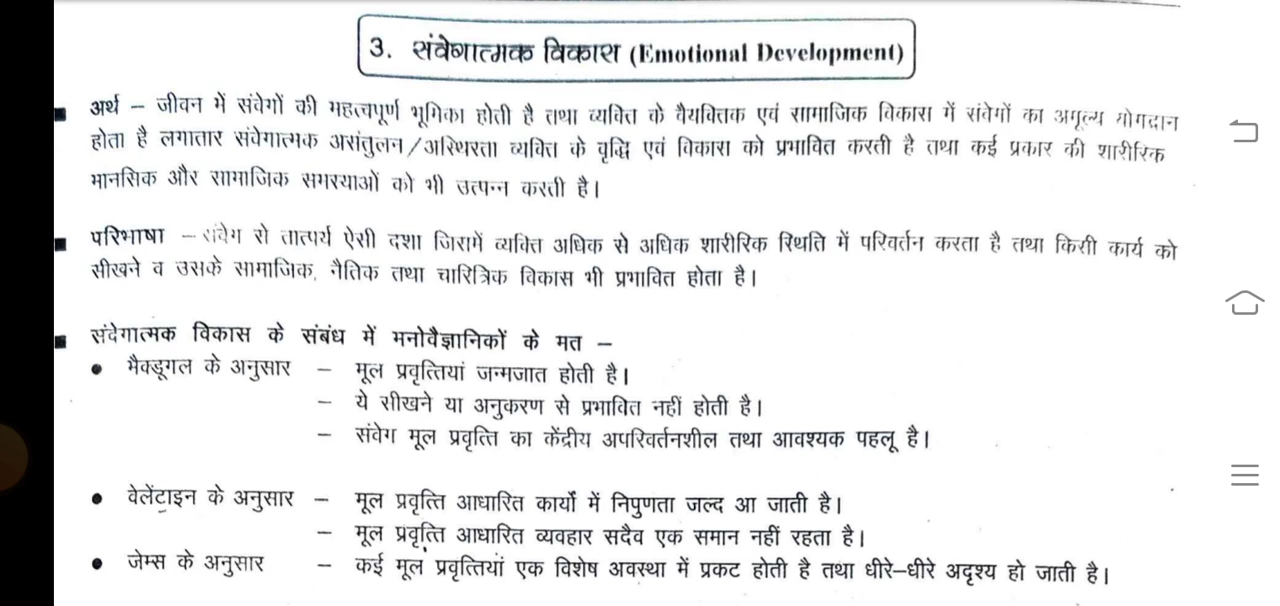 3. संवेगात्मक विकास (Emotional Development)
अर्थ – जीवन में संवेगों की महत्वपूर्ण भूमिका होती है तथा व्यक्ति के वैयक्तिक एवं सामाजिक विकास में संवेगों का अमूल्य योगदान
होता है लगातार संवेगात्मक असंतुलन/अस्थिरता व्यक्ति के वृद्धि एवं विकास को प्रभावित करती है तथा कई प्रकार की शारीरिक
मानसिक और सामाजिक समस्याओं को भी उत्पन्न करती है।
परिभाषा – संवेग से तात्पर्य ऐसी दशा जिसमें व्यक्ति अधिक से अधिक शारीरिक स्थिति में परिवर्तन करता है तथा किसी कार्य को
सीखने व उसके सामाजिक, नैतिक तथा चारित्रिक विकास भी प्रभावित होता है।
संवेगात्मक विकास के संबंध में मनोवैज्ञानिकों के मत –
• मैक्डूगल के अनुसार – मूल प्रवृत्तियां जन्मजात होती है।
– ये सीखने या अनुकरण से प्रभावित नहीं होती है।
– संवेग मूल प्रवृत्ति का केंद्रीय अपरिवर्तनशील तथा आवश्यक पहलू है।
• वेलेंटाइन के अनुसार – मूल प्रवृत्ति आधारित कार्यो में निपुणता जल्द आ जाती है।
– मूल प्रवृत्ति आधारित व्यवहार सदैव एक समान नहीं रहता है।
• जेम्स के अनुसार – कई मूल प्रवृत्तियां एक विशेष अवस्था में प्रकट होती है तथा धीरे–धीरे अदृश्य हो जाती है।